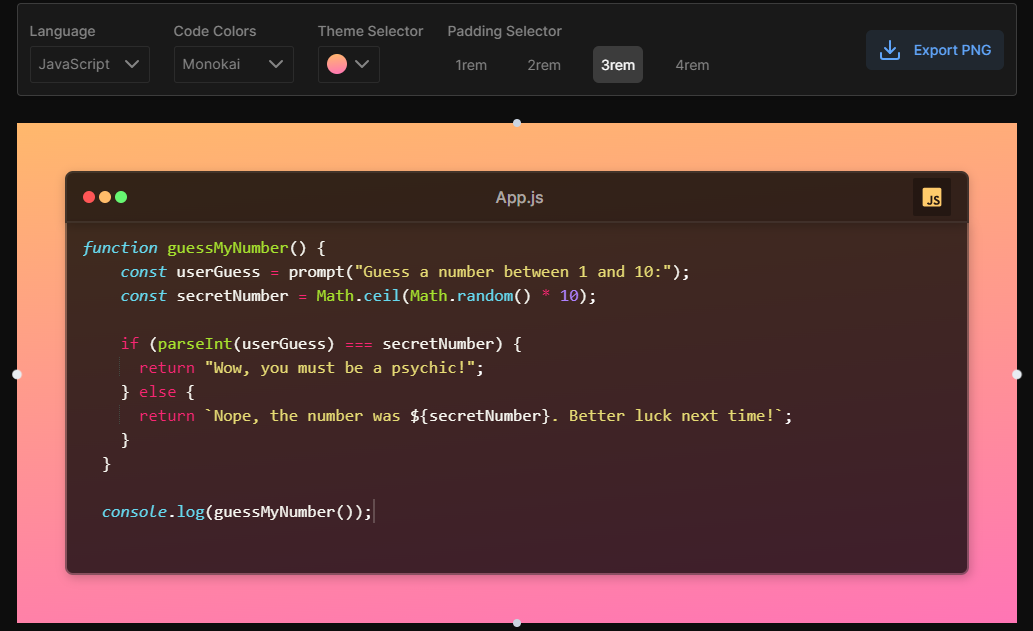 Language Code Colors Theme Selector Padding Selector
JavaScript Monokai 1rem 2rem 3rem 4rem Export PNG
App.js JS
function guessMyNumber() {
    const userGuess = prompt("Guess a number between 1 and 10:");
    const secretNumber = Math.ceil(Math.random() * 10);

    if (parseInt(userGuess) === secretNumber) {
      return "Wow, you must be a psychic!";
    } else {
      return `Nope, the number was ${secretNumber}. Better luck next time!`;
    }
  }

  console.log(guessMyNumber());